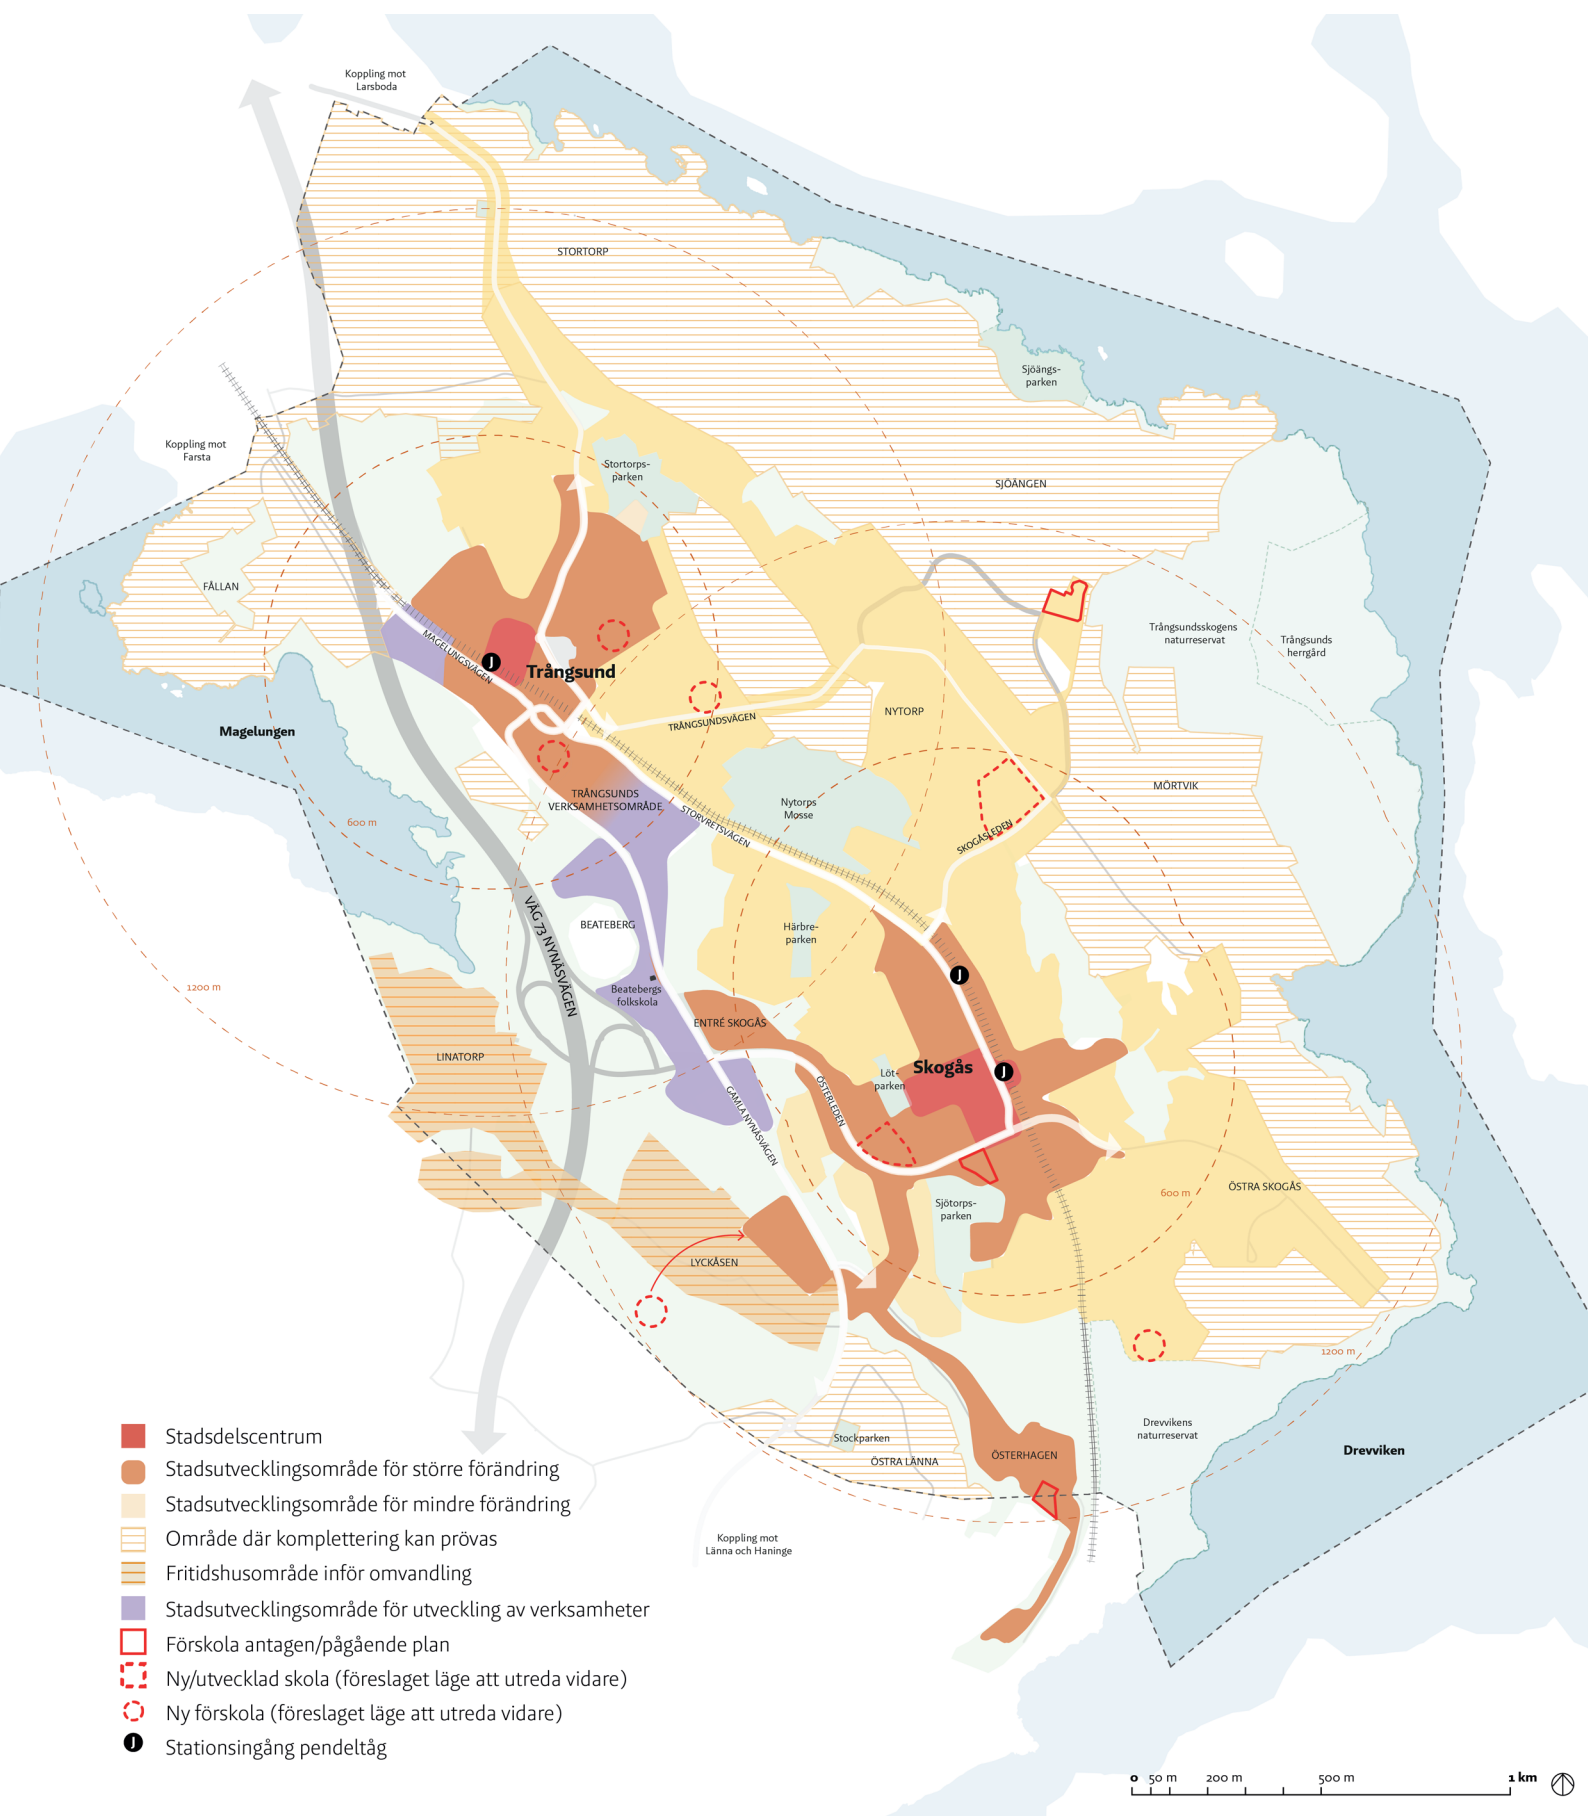 Koppling mot
Larsboda
STORTORP
Sjöängs-
parken
Koppling mot
Farsta
Stortorps-
parken
SJÖÄNGEN
FÅLLAN
Trångsundsskogens
naturreservat
Trångsunds
herrgård
MAGELUNGSVÄGEN
J
Trångsund
Magelungen
TRÅNGSUNDSVÄGEN
NYTORP
MÖRTVIK
TRÅNGSUNDS
VERKSAMHETSOMRÅDE
600 m
STORVRETSVÄGEN
Nytorps
Mosse
SKOGÅSLEDEN
VÄG 73 NYNÄSVÄGEN
BEATEBERG
Härbre-
parken
J
1200 m
Beatebergs
folkskola
ENTRÉ SKOGÅS
LINATORP
Löt-
parken
Skogås
J
ÖSTERLEDEN
GAMLA NYNÄSVÄGEN
600 m
ÖSTRA SKOGÅS
Sjötorps-
parken
LYCKÅSEN
1200 m
Stockparken
ÖSTRA LÄNNA
ÖSTERHAGEN
Drevvikens
naturreservat
Drevviken
Koppling mot
Länna och Haninge
Stadsdelscentrum
Stadsutvecklingsområde för större förändring
Stadsutvecklingsområde för mindre förändring
Område där komplettering kan prövas
Fritidshusområde inför omvandling
Stadsutvecklingsområde för utveckling av verksamheter
Förskola antagen/pågående plan
Ny/utvecklad skola (föreslaget läge att utreda vidare)
Ny förskola (föreslaget läge att utreda vidare)
J Stationsingång pendeltåg
0 50 m 200 m 500 m 1 km